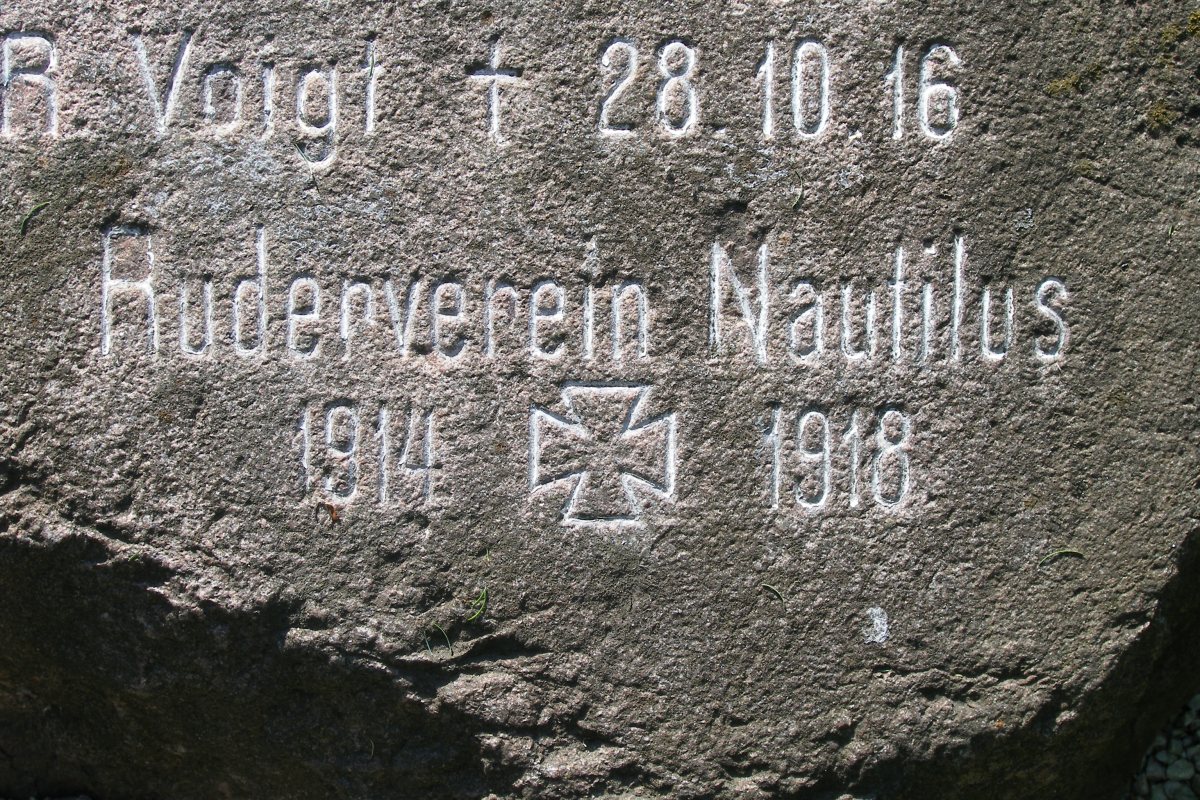 R Voigt † 28.10.16
Ruderverein Nautilus
1914 1918